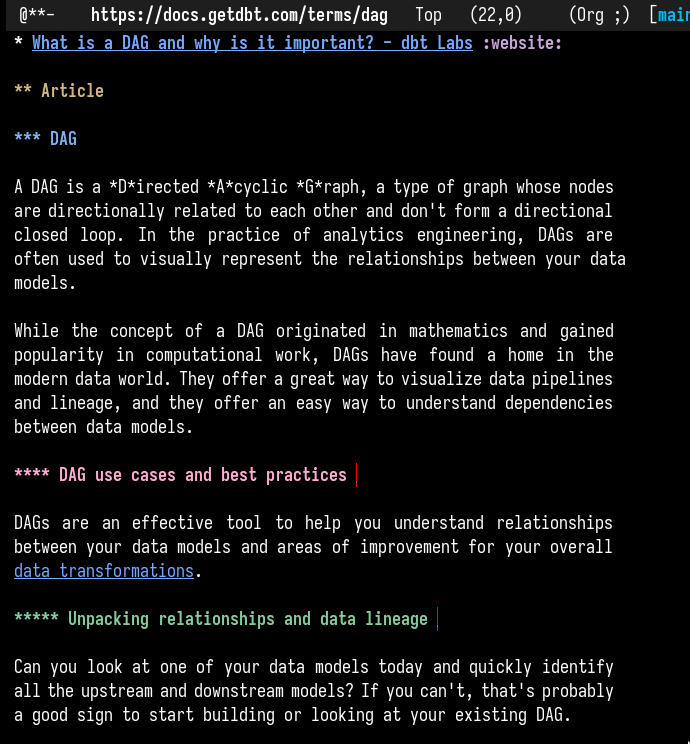 @**- https://docs.getdbt.com/terms/dag Top (22,0) (Org ;) [main
* What is a DAG and why is it important? - dbt Labs :website:
** Article
*** DAG
A DAG is a *D*irected *A*cyclic *G*raph, a type of graph whose nodes
are directionally related to each other and don't form a directional
closed loop. In the practice of analytics engineering, DAGs are
often used to visually represent the relationships between your data
models.
While the concept of a DAG originated in mathematics and gained
popularity in computational work, DAGs have found a home in the
modern data world. They offer a great way to visualize data pipelines
and lineage, and they offer an easy way to understand dependencies
between data models.
**** DAG use cases and best practices
DAGs are an effective tool to help you understand relationships
between your data models and areas of improvement for your overall
data transformations.
***** Unpacking relationships and data lineage
Can you look at one of your data models today and quickly identify
all the upstream and downstream models? If you can't, that's probably
a good sign to start building or looking at your existing DAG.